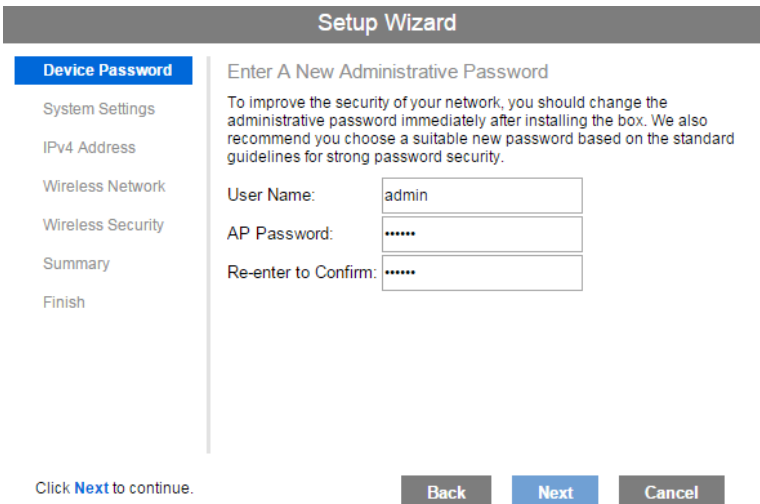 Setup Wizard
Device Password
System Settings
IPv4 Address
Wireless Network
Wireless Security
Summary
Finish
Enter A New Administrative Password
To improve the security of your network, you should change the
administrative password immediately after installing the box. We also
recommend you choose a suitable new password based on the standard
guidelines for strong password security.
User Name: admin
AP Password: ••••••
Re-enter to Confirm: ••••••
Click Next to continue.
Back Next Cancel